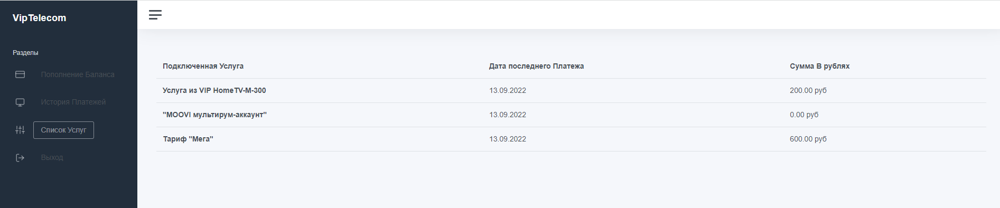 VipTelecom
Разделы
Пополнение Баланса
История Платежей
Список Услуг
Выход
Подключенная Услуга Дата последнего Платежа Сумма В рублях
Услуга из VIP HomeTV-M-300 13.09.2022 200.00 руб
"MOOVI мультирум-аккаунт" 13.09.2022 0.00 руб
Тариф "Мега" 13.09.2022 600.00 руб